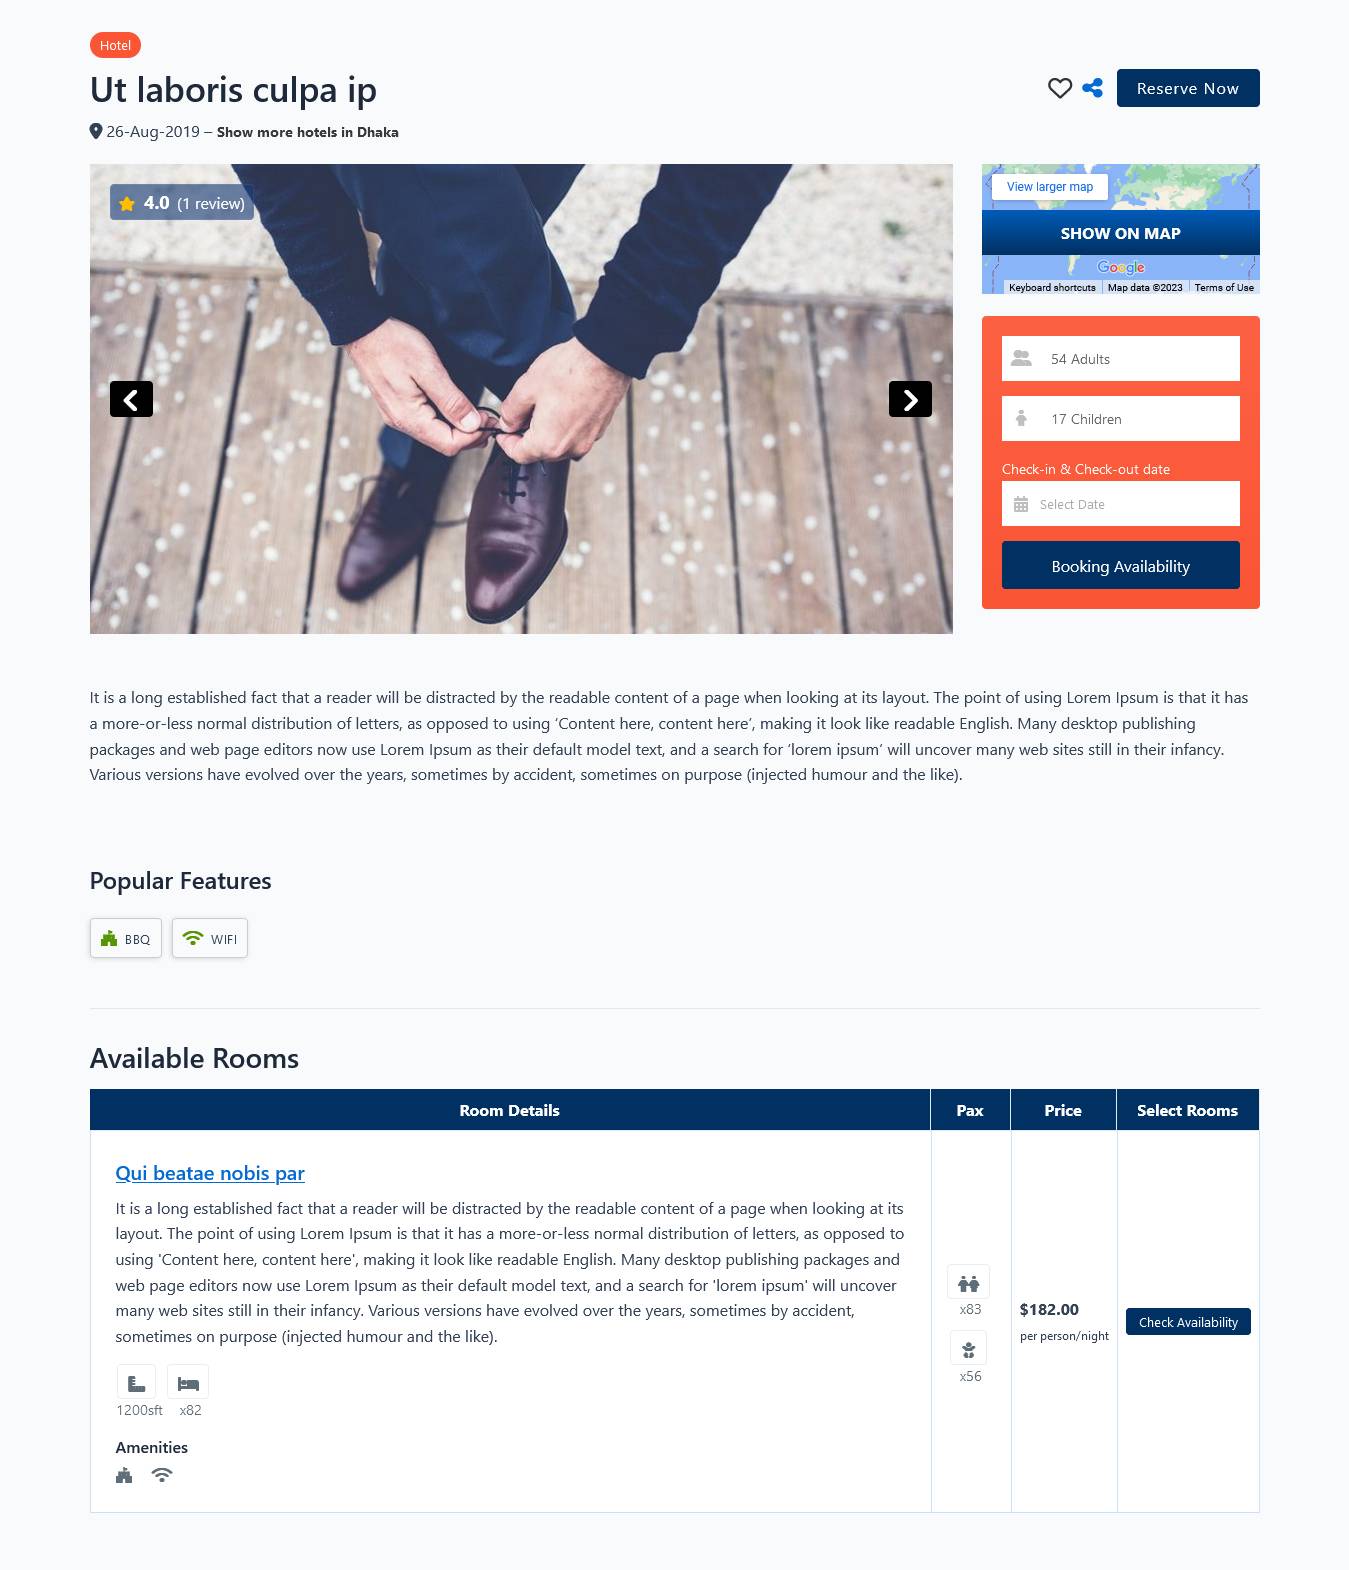 Hotel
Ut laboris culpa ip
Reserve Now
26-Aug-2019 – Show more hotels in Dhaka
4.0 (1 review)
View larger map
SHOW ON MAP
Google
Keyboard shortcuts
Map data ©2023
Terms of Use
54 Adults
17 Children
Check-in & Check-out date
Select Date
Booking Availability
It is a long established fact that a reader will be distracted by the readable content of a page when looking at its layout. The point of using Lorem Ipsum is that it has
a more-or-less normal distribution of letters, as opposed to using ‘Content here, content here’, making it look like readable English. Many desktop publishing
packages and web page editors now use Lorem Ipsum as their default model text, and a search for ‘lorem ipsum’ will uncover many web sites still in their infancy.
Various versions have evolved over the years, sometimes by accident, sometimes on purpose (injected humour and the like).
Popular Features
BBQ
WIFI
Available Rooms
Room Details
Pax
Price
Select Rooms
Qui beatae nobis par
It is a long established fact that a reader will be distracted by the readable content of a page when looking at its
layout. The point of using Lorem Ipsum is that it has a more-or-less normal distribution of letters, as opposed to
using 'Content here, content here', making it look like readable English. Many desktop publishing packages and
web page editors now use Lorem Ipsum as their default model text, and a search for 'lorem ipsum' will uncover
many web sites still in their infancy. Various versions have evolved over the years, sometimes by accident,
sometimes on purpose (injected humour and the like).
1200sft
x82
Amenities
x83
x56
$182.00
per person/night
Check Availability